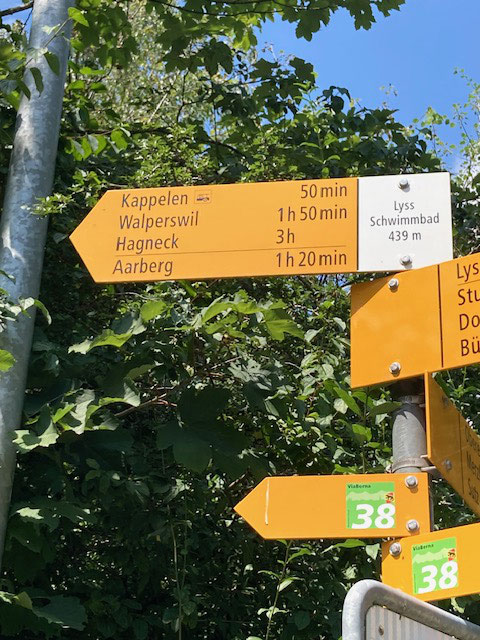 Kappelen 50 min
Walperswil 1 h 50 min
Hagneck 3 h
Aarberg 1 h 20 min
Lyss
Schwimmbad
439 m
Lys
Stu
Do
Bü
ViaBerna
38
ViaBerna
38